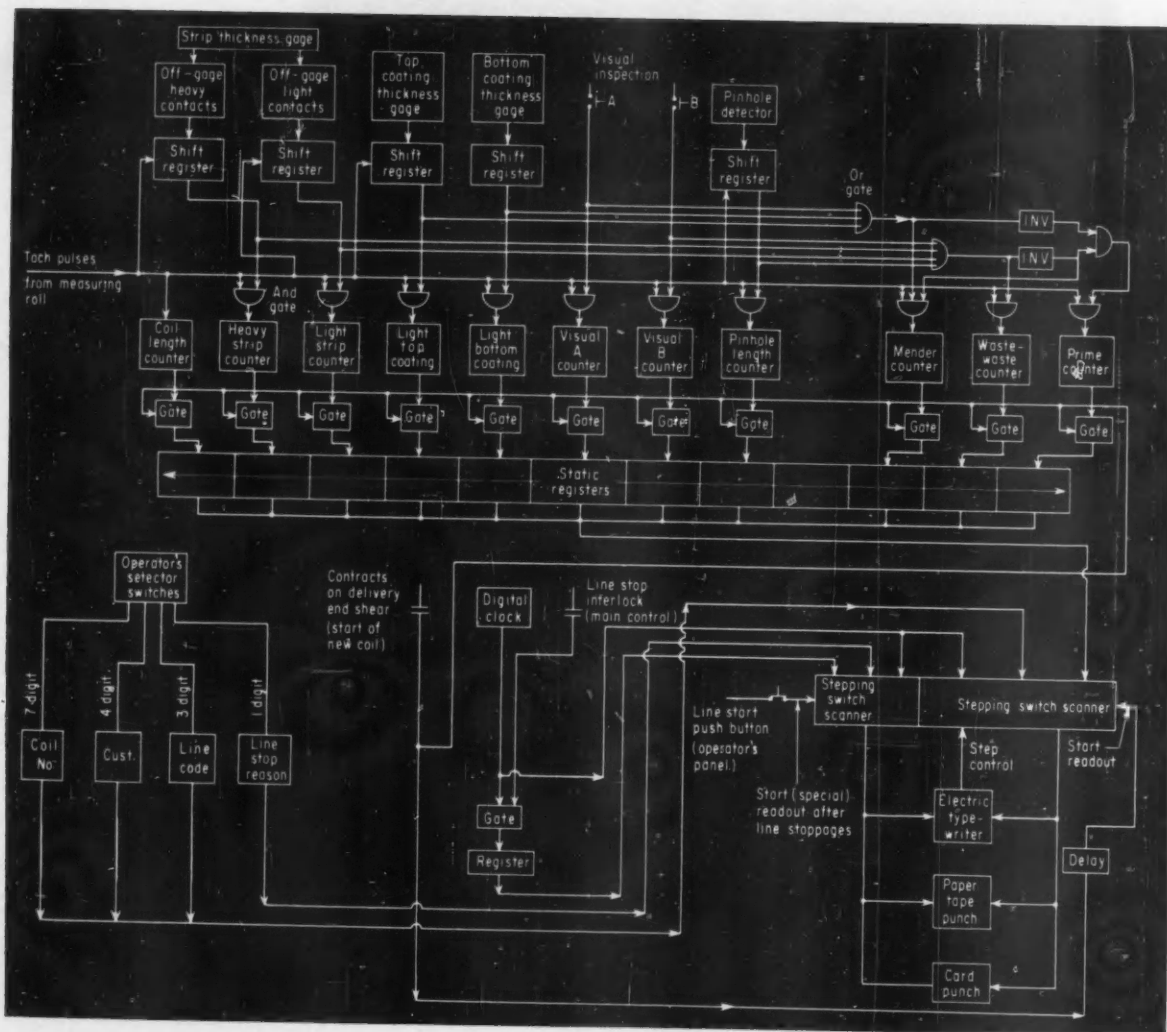 Strip thickness gage
Off-gage
heavy
contacts
Off-gage
light
contacts
Top
coating
thickness
gage
Bottom
coating
thickness
gage
Visual
inspection
A
B
Pinhole
detector
Shift
register
Shift
register
Shift
register
Shift
register
Shift
register
Or
gate
INV
INV
Tach pulses
from measuring
roll
And
gate
Coil
length
counter
Heavy
strip
counter
Light
strip
counter
Light
top
coating
Light
bottom
coating
Visual
A
counter
Visual
B
counter
Pinhole
length
counter
Mender
counter
Waste-
waste
counter
Prime
counter
Gate
Gate
Gate
Gate
Gate
Gate
Gate
Gate
Gate
Gate
Gate
Static
registers
Operator's
selector
switches
Contracts
on delivery
end shear
(start of
new coil)
Digital
clock
Line stop
interlock
(main control)
7 digit
4 digit
3 digit
1 digit
Coil
No
Cust.
Line
code
Line
stop
reason
Line start
push button
(operator's
panel)
Stepping
switch
scanner
Stepping switch scanner
Start
readout
Step
control
Start (special)
readout after
line stoppages
Gate
Register
Electric
type-
writer
Delay
Paper
tape
punch
Card
punch